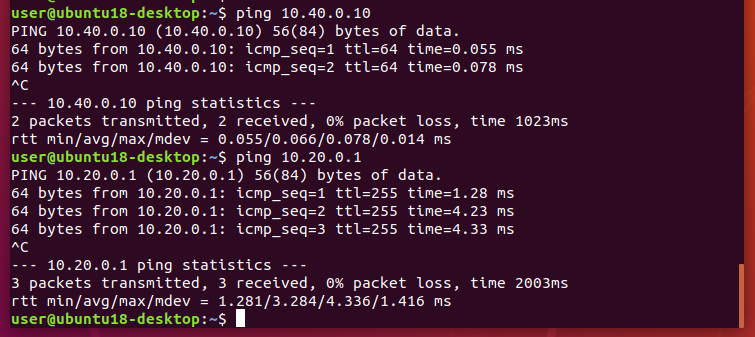 user@ubuntu18-desktop:~$ ping 10.40.0.10
PING 10.40.0.10 (10.40.0.10) 56(84) bytes of data.
64 bytes from 10.40.0.10: icmp_seq=1 ttl=64 time=0.055 ms
64 bytes from 10.40.0.10: icmp_seq=2 ttl=64 time=0.078 ms
^C
--- 10.40.0.10 ping statistics ---
2 packets transmitted, 2 received, 0% packet loss, time 1023ms
rtt min/avg/max/mdev = 0.055/0.066/0.078/0.014 ms
user@ubuntu18-desktop:~$ ping 10.20.0.1
PING 10.20.0.1 (10.20.0.1) 56(84) bytes of data.
64 bytes from 10.20.0.1: icmp_seq=1 ttl=255 time=1.28 ms
64 bytes from 10.20.0.1: icmp_seq=2 ttl=255 time=4.23 ms
64 bytes from 10.20.0.1: icmp_seq=3 ttl=255 time=4.33 ms
^C
--- 10.20.0.1 ping statistics ---
3 packets transmitted, 3 received, 0% packet loss, time 2003ms
rtt min/avg/max/mdev = 1.281/3.284/4.336/1.416 ms
user@ubuntu18-desktop:~$